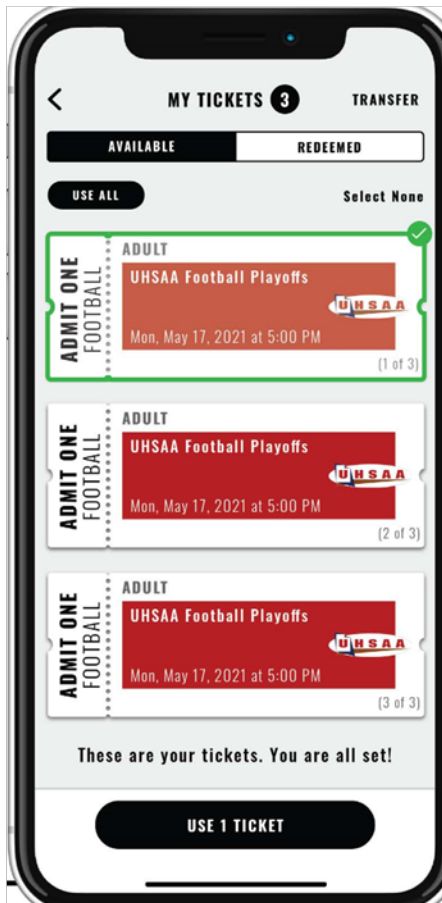 MY TICKETS 3 TRANSFER
AVAILABLE REDEEMED
USE ALL Select None
ADMIT ONE
FOOTBALL
ADULT
UHSAA Football Playoffs
UHSAA
Mon, May 17, 2021 at 5:00 PM
(1 of 3)
ADMIT ONE
FOOTBALL
ADULT
UHSAA Football Playoffs
UHSAA
Mon, May 17, 2021 at 5:00 PM
(2 of 3)
ADMIT ONE
FOOTBALL
ADULT
UHSAA Football Playoffs
UHSAA
Mon, May 17, 2021 at 5:00 PM
(3 of 3)
These are your tickets. You are all set!
USE 1 TICKET